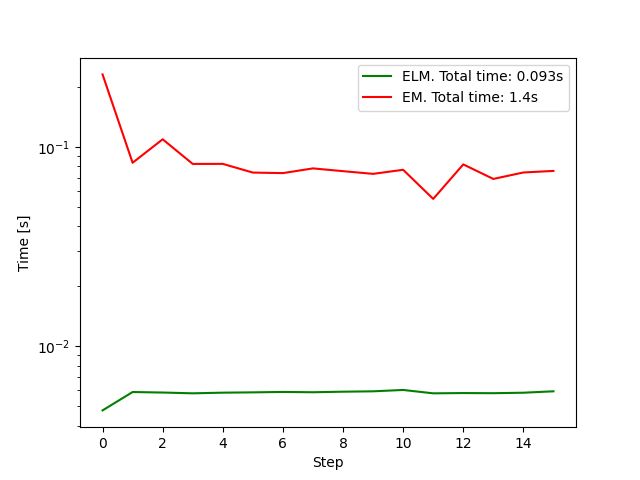 ELM. Total time: 0.093s
EM. Total time: 1.4s
10⁻¹
10⁻²
Time [s]
0 2 4 6 8 10 12 14
Step